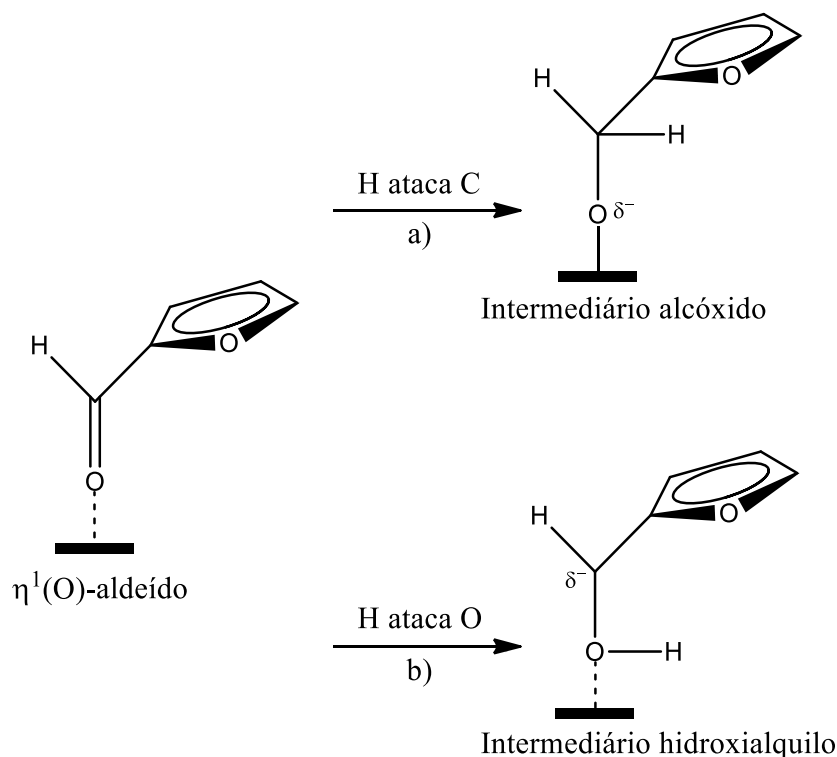 H
H
O
H ataca C
O δ⁻
a)
Intermediário alcóxido
H
O
O
η¹(O)-aldeído
H
O
δ⁻
H ataca O
O
H
b)
Intermediário hidroxialquilo